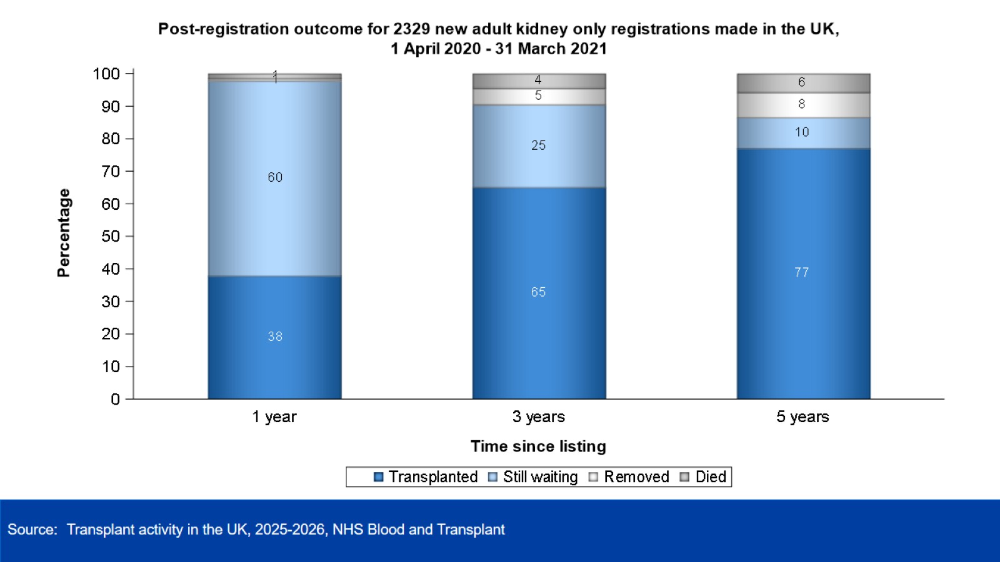 Post-registration outcome for 2329 new adult kidney only registrations made in the UK,
1 April 2020 - 31 March 2021
Percentage
100
90
80
70
60
50
40
30
20
10
0
1
1
60
38
4
5
25
65
6
8
10
77
1 year
3 years
5 years
Time since listing
Transplanted Still waiting Removed Died
Source: Transplant activity in the UK, 2025-2026, NHS Blood and Transplant